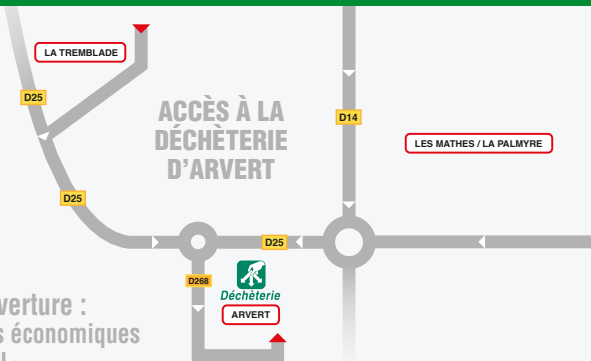 LA TREMBLADE
D25
ACCÈS À LA
DÉCHÈTERIE
D'ARVERT
D14
LES MATHES / LA PALMYRE
D25
D25
D268
Déchèterie
ARVERT
verture :
s économiques